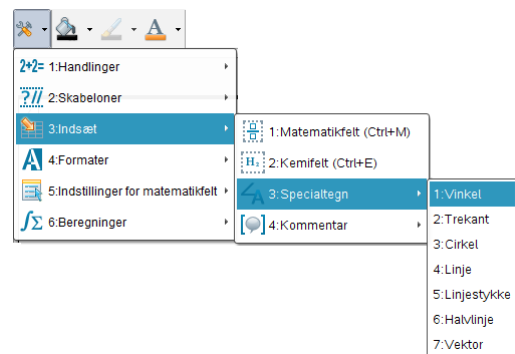 A
2+2= 1:Handlinger
?// 2:Skabeloner
3:Indsæt
A 4:Formater
5:Indstillinger for matematikfelt
∫Σ 6:Beregninger
1:Matematikfelt (Ctrl+M)
H₂ 2:Kemifelt (Ctrl+E)
A 3:Specialtegn
4:Kommentar
1:Vinkel
2:Trekant
3:Cirkel
4:Linje
5:Linjestykke
6:Halvlinje
7:Vektor